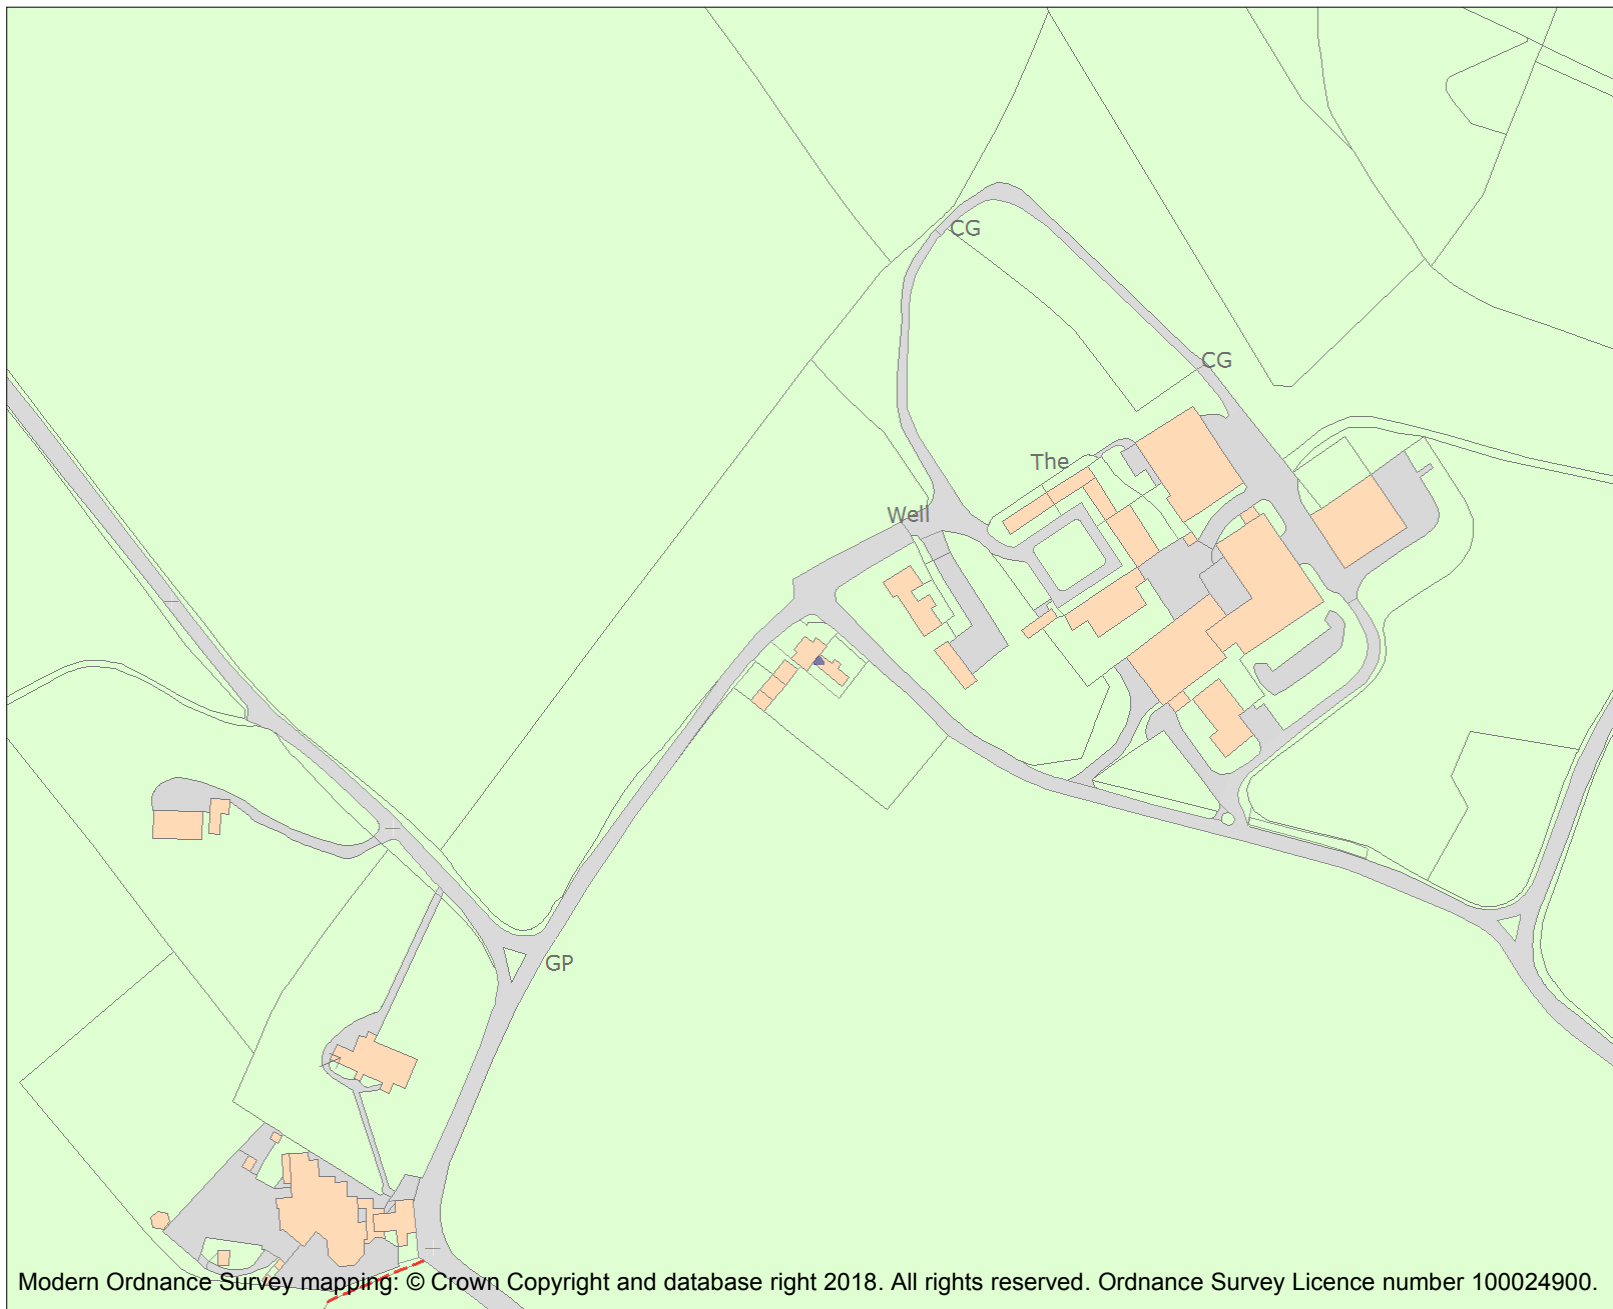 CG
CG
The
Well
GP
Modern Ordnance Survey mapping: © Crown Copyright and database right 2018. All rights reserved. Ordnance Survey Licence number 100024900.